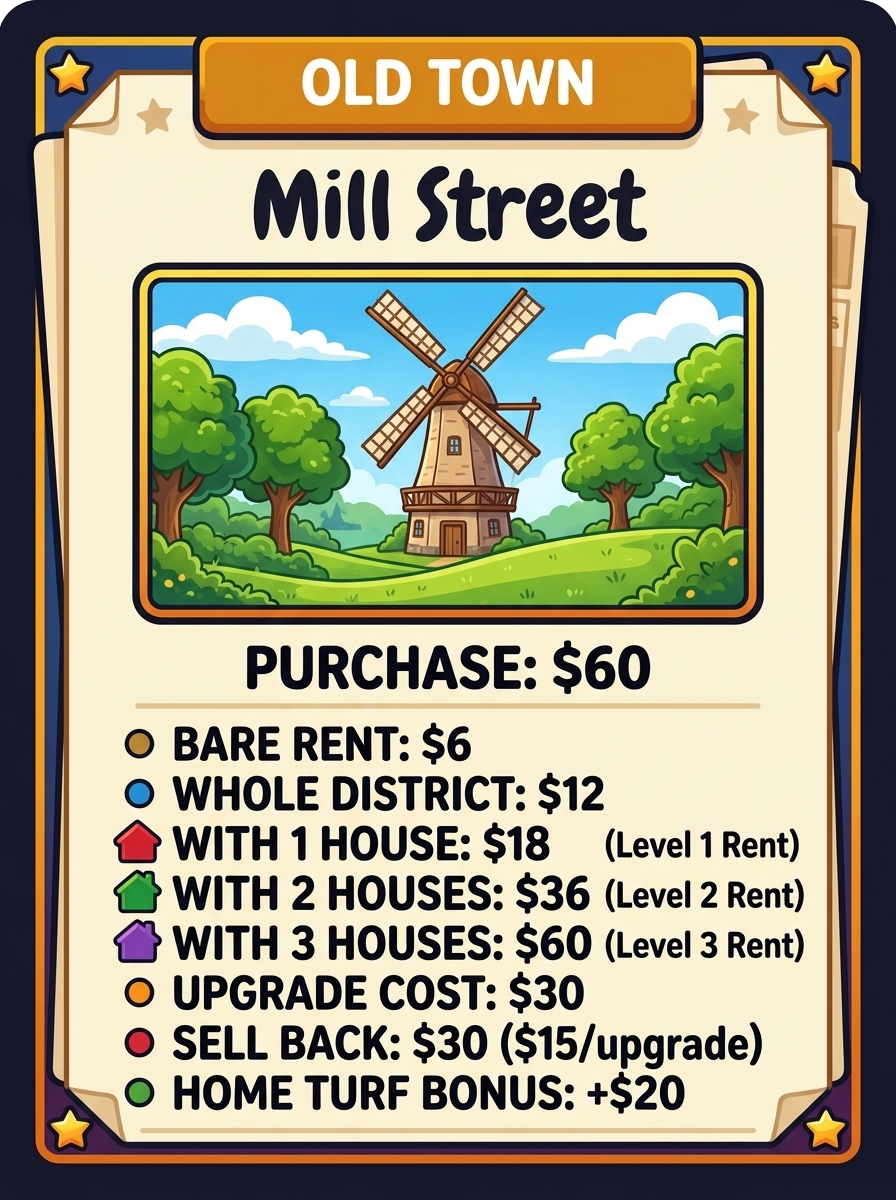 OLD TOWN
Mill Street
PURCHASE: $60
BARE RENT: $6
WHOLE DISTRICT: $12
WITH 1 HOUSE: $18 (Level 1 Rent)
WITH 2 HOUSES: $36 (Level 2 Rent)
WITH 3 HOUSES: $60 (Level 3 Rent)
UPGRADE COST: $30
SELL BACK: $30 ($15/upgrade)
HOME TURF BONUS: +$20